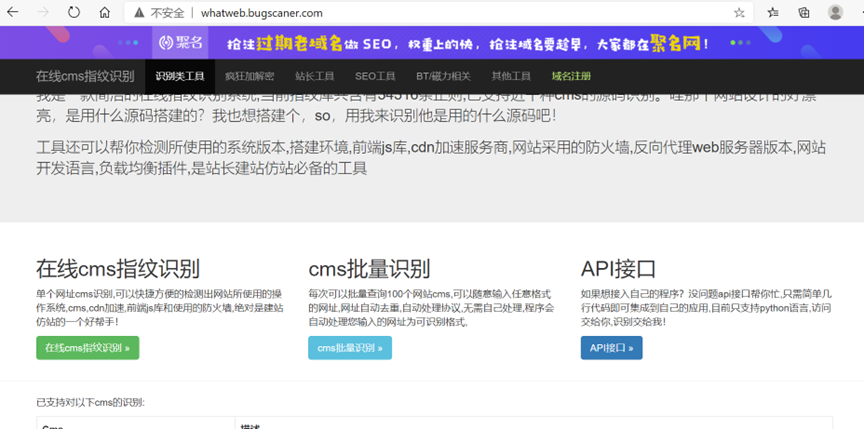 不安全 | whatweb.bugscaner.com
聚名 抢注过期老域名做 SEO，权重上的快，抢注域名要趁早，大家都在聚名网！
在线cms指纹识别 识别类工具 疯狂加解密 站长工具 SEO工具 BT/磁力相关 其他工具 域名注册
我是一款简洁的在线指纹识别系统,当前指纹库共含有34516条正则,已支持近千种cms的源码识别。哇那个网站设计的好漂
亮，是用什么源码搭建的？我也想搭建个，so，用我来识别他是用的什么源码吧！
工具还可以帮你检测所使用的系统版本,搭建环境,前端js库,cdn加速服务商,网站采用的防火墙,反向代理web服务器版本,网站
开发语言,负载均衡插件,是站长建站仿站必备的工具
在线cms指纹识别
单个网址cms识别,可以快捷方便的检测出网站所使用的操
作系统,cms,cdn加速,前端js库和使用的防火墙,绝对是建站
仿站的一个好帮手！
在线cms指纹识别 »
cms批量识别
每次可以批量查询100个网站cms,可以随意输入任意格式
的网址,网址自动去重,自动处理协议,无需自己处理,程序会
自动处理您输入的网址为可识别格式,
cms批量识别 »
API接口
如果想接入自己的程序？没问题api接口帮你忙,只需简单几
行代码即可集成到自己的应用,目前只支持python语言,访问
交给你,识别交给我！
API接口 »
已支持对以下cms的识别:
Cms 描述